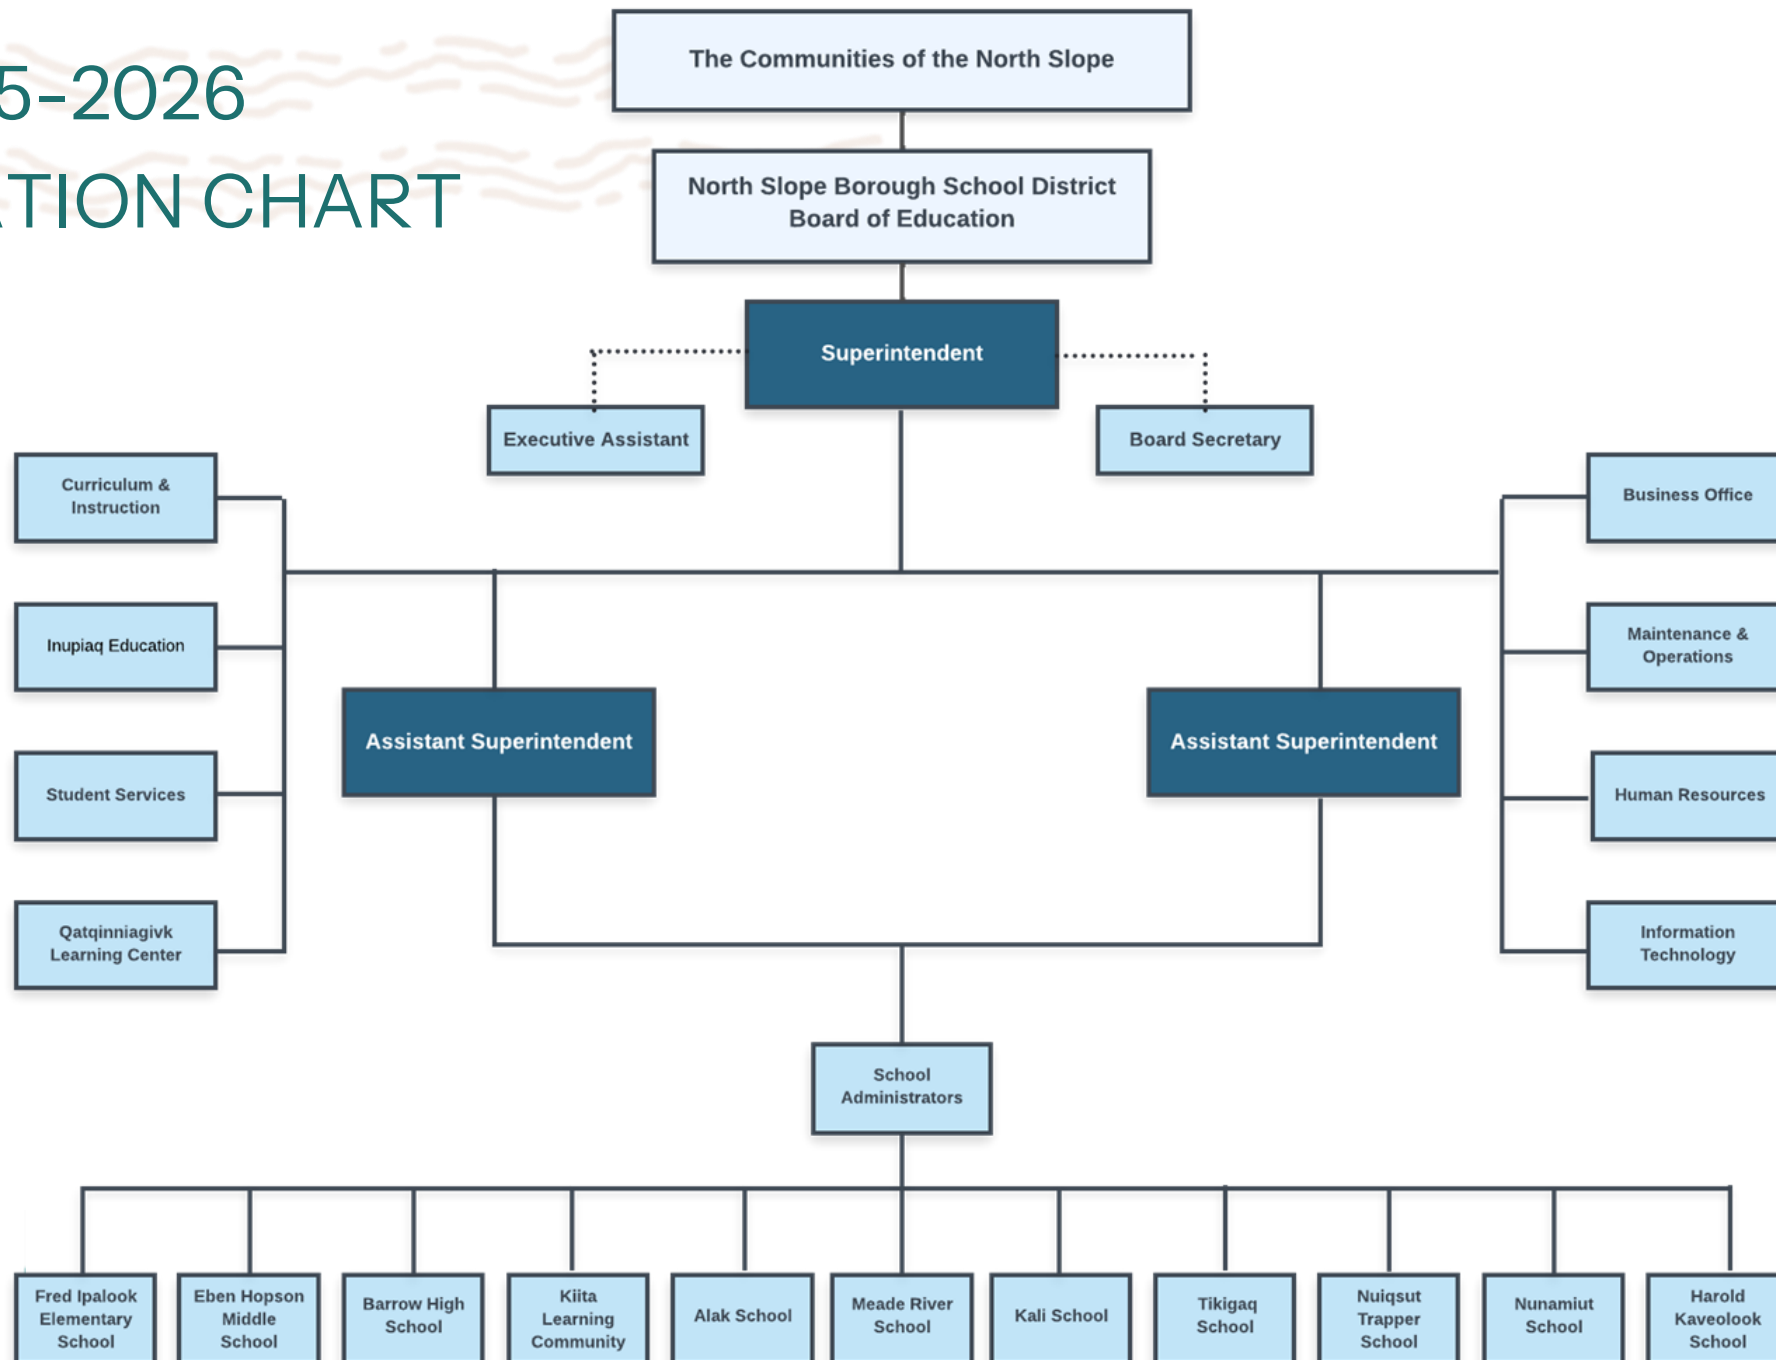 5-2026
ATION CHART
The Communities of the North Slope
North Slope Borough School District
Board of Education
Superintendent
Executive Assistant
Board Secretary
Curriculum &
Instruction
Business Office
Inupiaq Education
Maintenance &
Operations
Assistant Superintendent
Assistant Superintendent
Student Services
Human Resources
Qatqinniagivk
Learning Center
Information
Technology
School
Administrators
Fred Ipalook
Elementary
School
Eben Hopson
Middle
School
Barrow High
School
Kiita
Learning
Community
Alak School
Meade River
School
Kali School
Tikigaq
School
Nuiqsut
Trapper
School
Nunamiut
School
Harold
Kaveolook
School